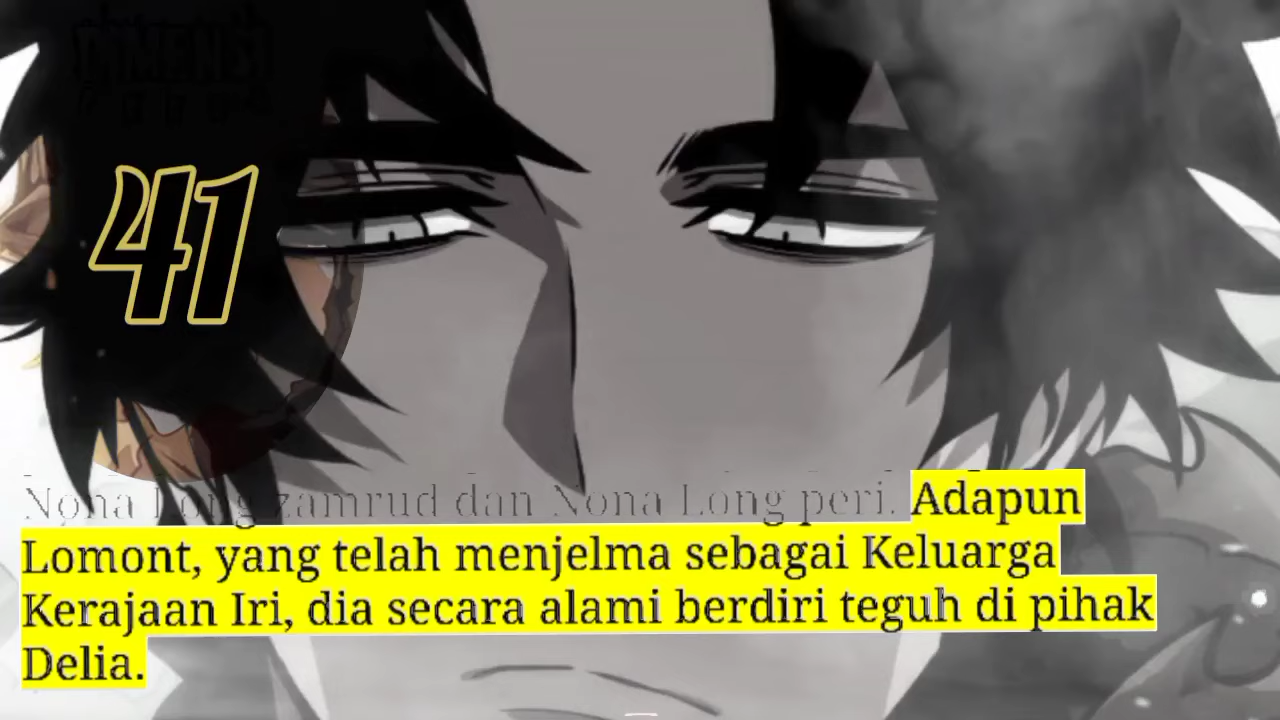 DIMENSI
41
Nona Long zamrud dan Nona Long peri. Adapun
Lomont, yang telah menjelma sebagai Keluarga
Kerajaan Iri, dia secara alami berdiri teguh di pihak
Delia.